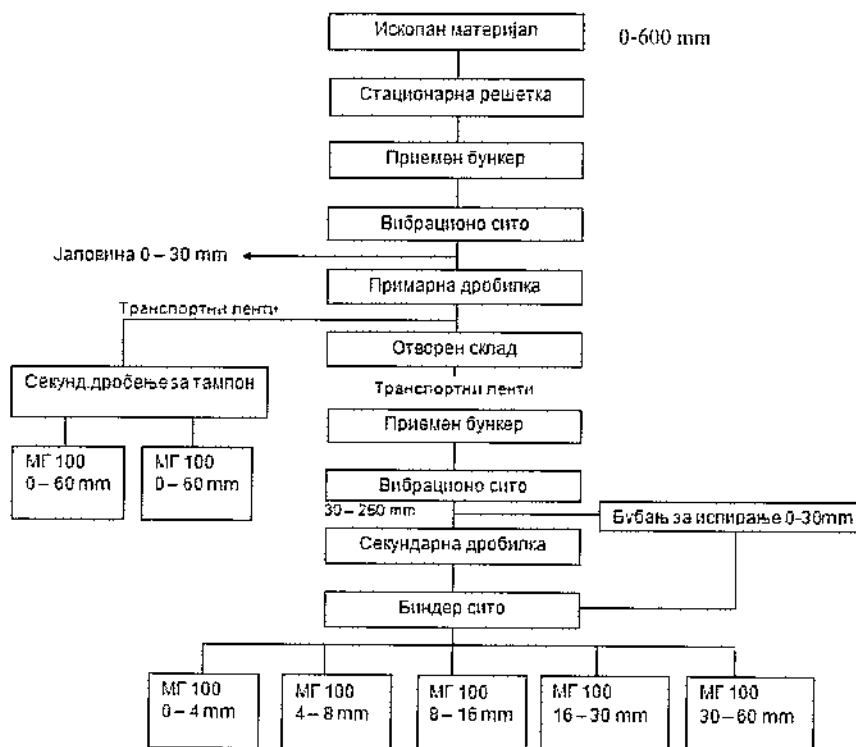 Ископан материјал
0-600 mm
Стационарна решетка
Приемен бункер
Вибрационо сито
Јаловина 0 – 30 mm
Примарна дробилка
Транспортни ленти
Отворен склад
Секунд.дробење за тампон
Транспортни ленти
Приемен бункер
МГ 100
0 – 60 mm
МГ 100
0 – 60 mm
Вибрационо сито
30 – 250 mm
Бубањ за испирање 0-30mm
Секундарна дробилка
Биндер сито
МГ 100
0 – 4 mm
МГ 100
4 – 8 mm
МГ 100
8 – 16 mm
МГ 100
16 – 30 mm
МГ 100
30 – 60 mm